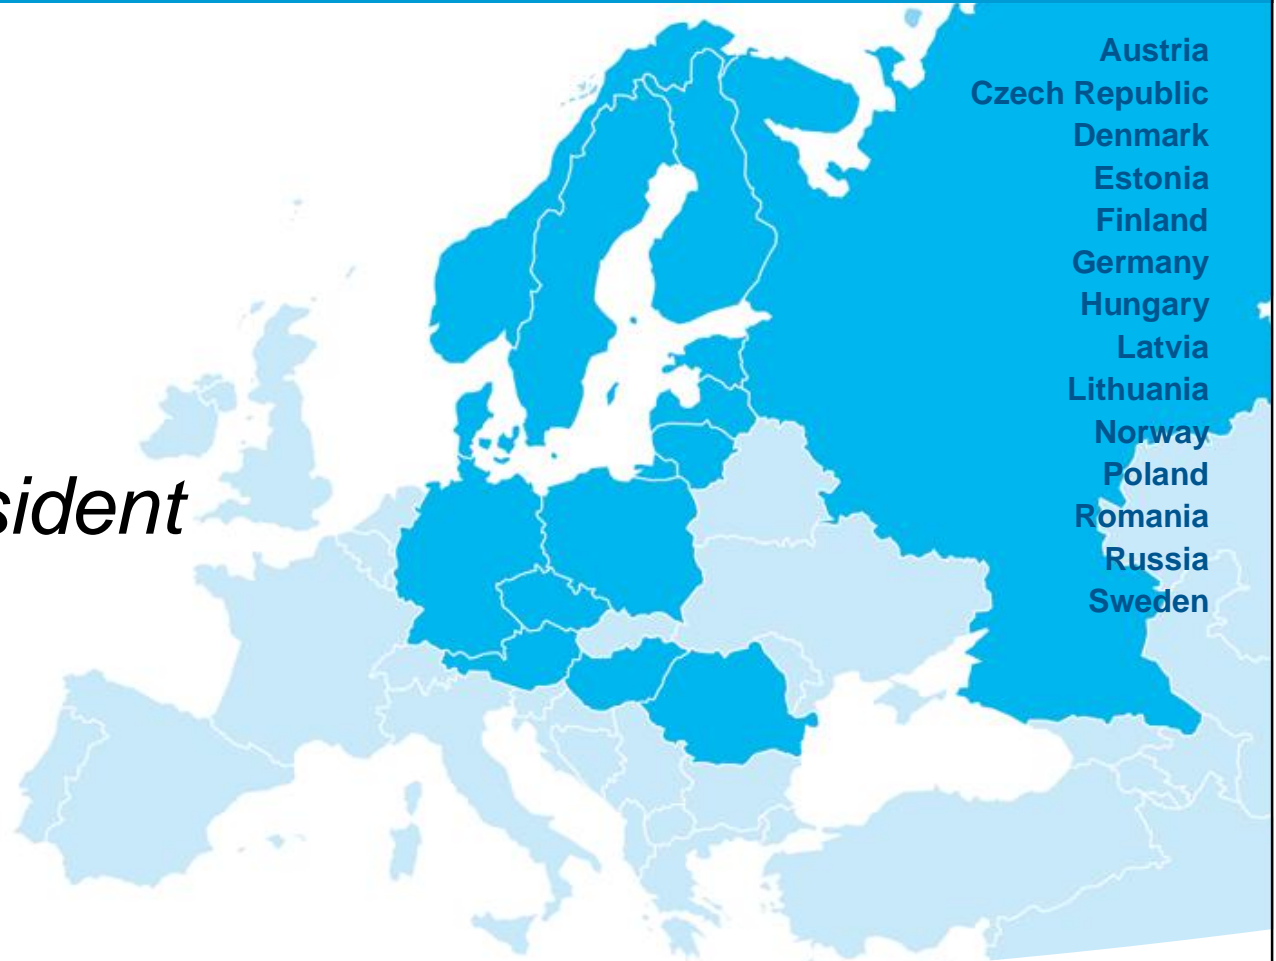 Austria
Czech Republic
Denmark
Estonia
Finland
Germany
Hungary
Latvia
Lithuania
Norway
Poland
Romania
Russia
Sweden
sident